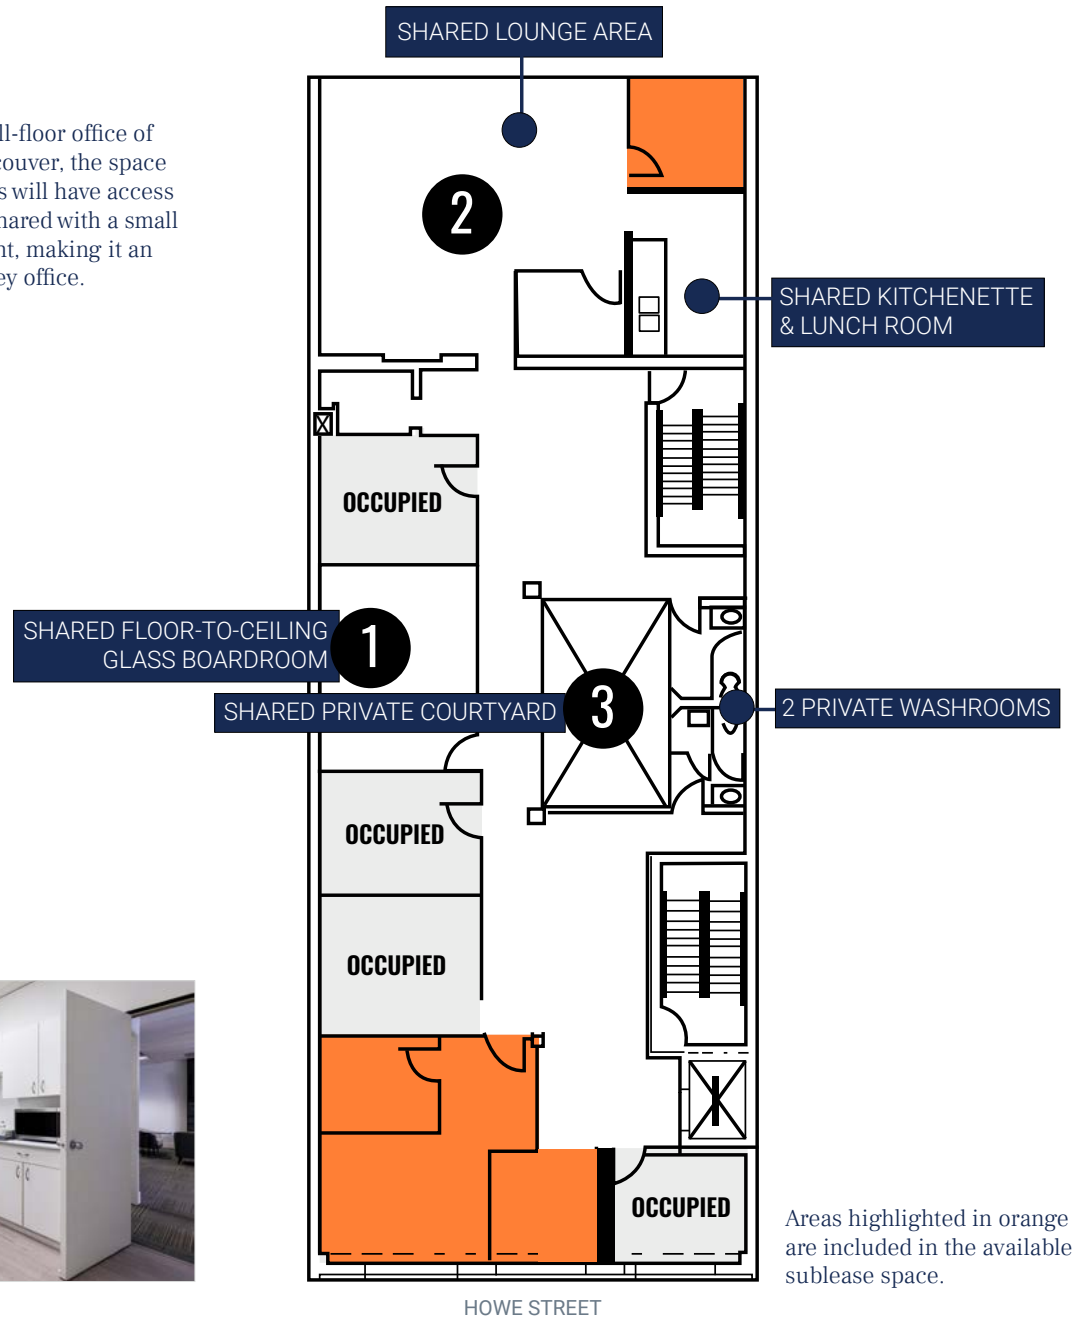 SHARED LOUNGE AREA
ll-floor office of
couver, the space
s will have access
hared with a small
nt, making it an
ey office.
2
SHARED KITCHENETTE
& LUNCH ROOM
OCCUPIED
SHARED FLOOR-TO-CEILING
GLASS BOARDROOM
1
SHARED PRIVATE COURTYARD
3
2 PRIVATE WASHROOMS
OCCUPIED
OCCUPIED
OCCUPIED
Areas highlighted in orange
are included in the available
sublease space.
HOWE STREET